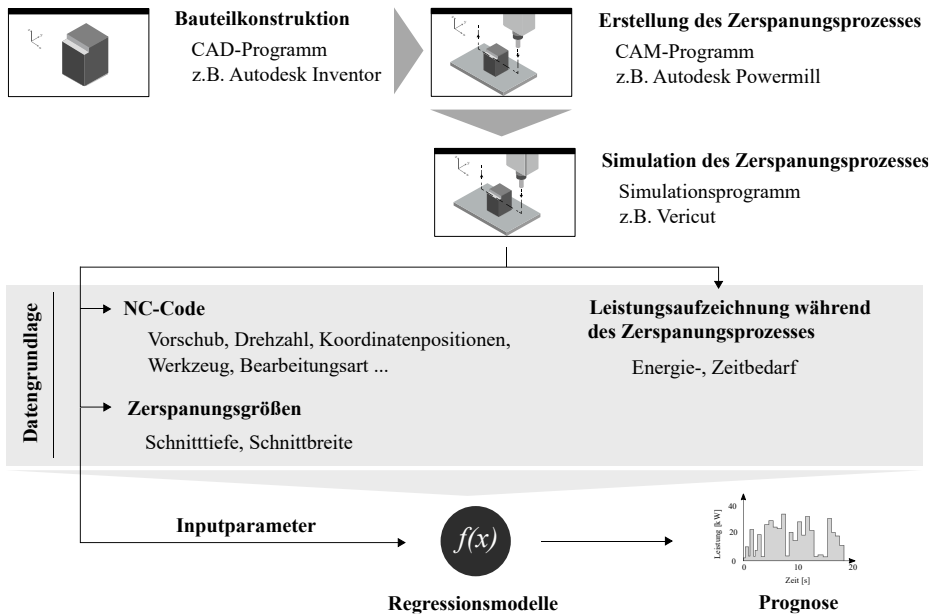 Bauteilkonstruktion
CAD-Programm
z.B. Autodesk Inventor
Erstellung des Zerspanungsprozesses
CAM-Programm
z.B. Autodesk Powermill
Simulation des Zerspanungsprozesses
Simulationsprogramm
z.B. Vericut
Datengrundlage
NC-Code
Vorschub, Drehzahl, Koordinatenpositionen,
Werkzeug, Bearbeitungsart ...
Zerspanungsgrößen
Schnitttiefe, Schnittbreite
Leistungsaufzeichnung während
des Zerspanungsprozesses
Energie-, Zeitbedarf
Inputparameter
f(x)
Regressionsmodelle
Leistung [kW]
40
20
0
0 10 20
Zeit [s]
Prognose